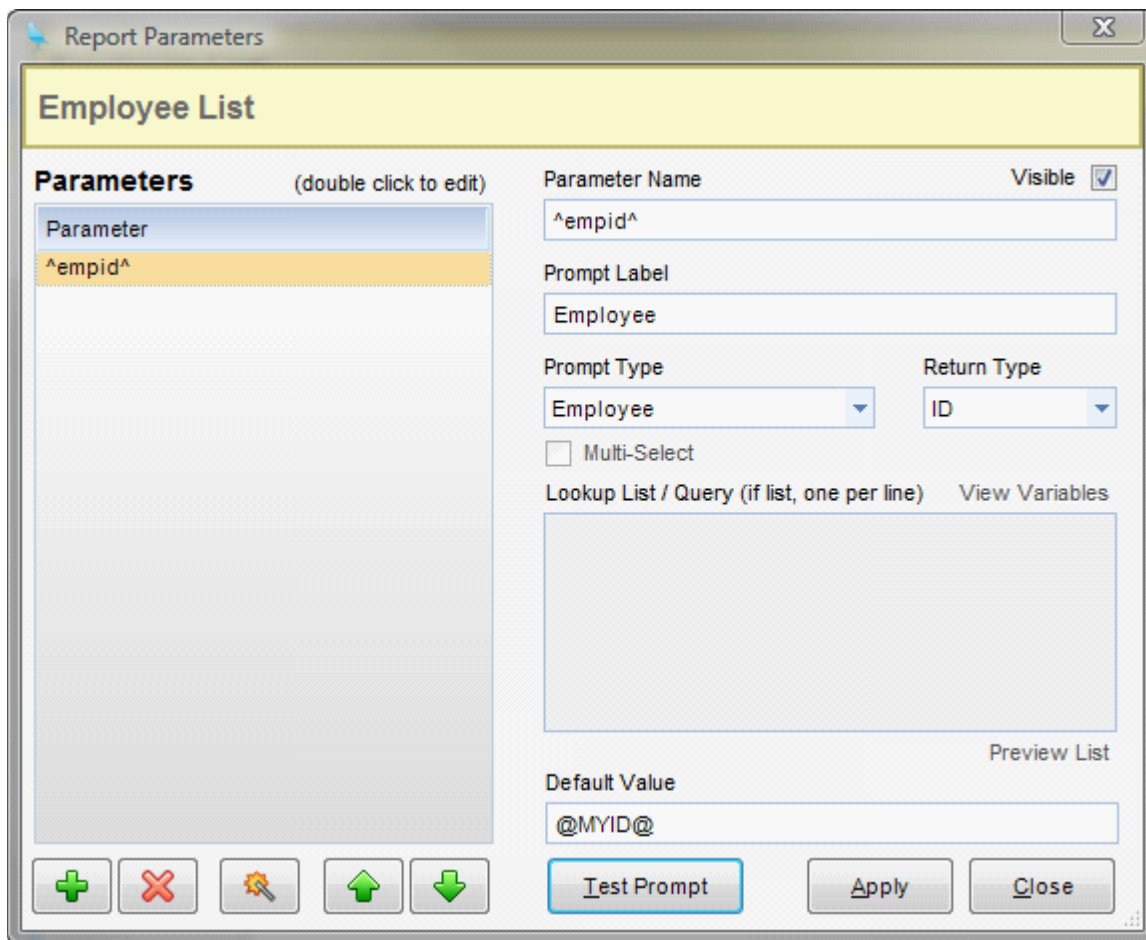 Report Parameters
Employee List
Parameters (double click to edit)
Parameter
^empid^
Parameter Name Visible
^empid^
Prompt Label
Employee
Prompt Type Return Type
Employee ID
Multi-Select
Lookup List / Query (if list, one per line) View Variables
Preview List
Default Value
@MYID@
Test Prompt Apply Close